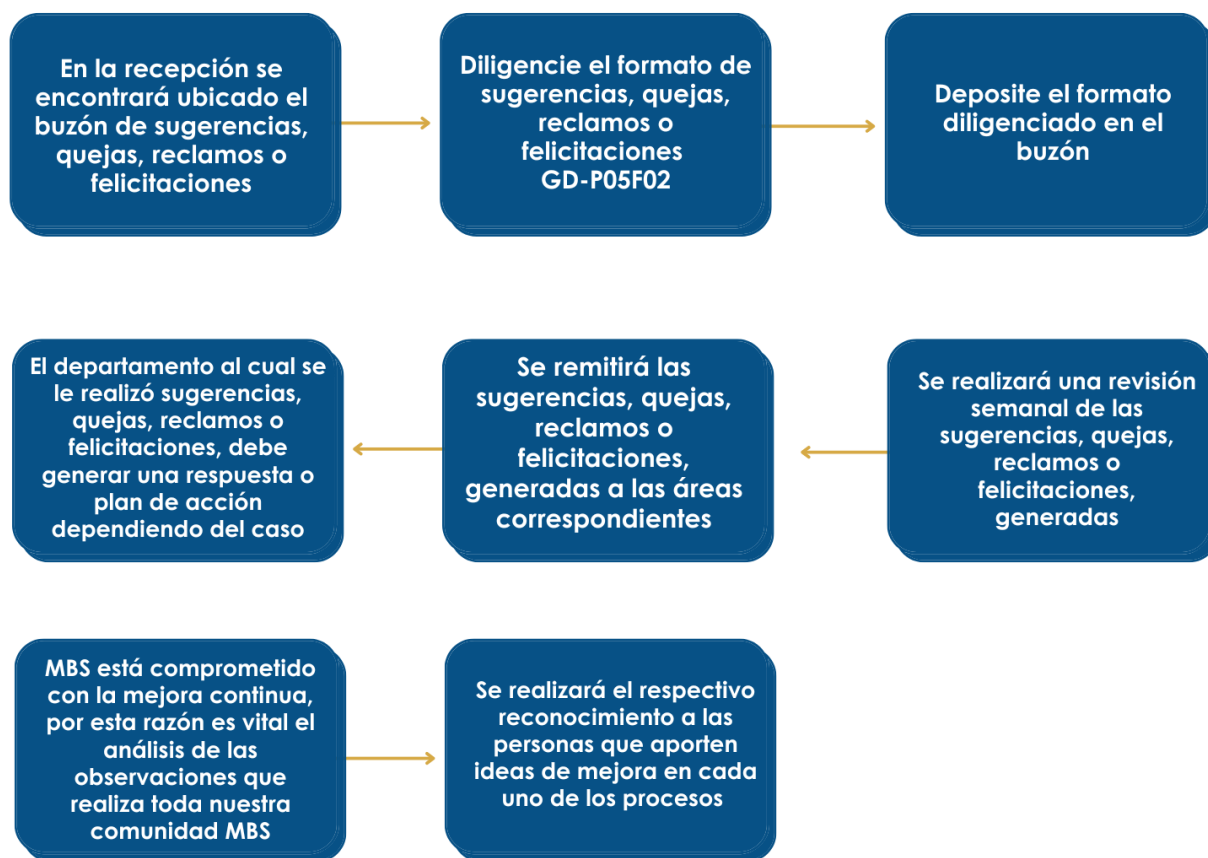 En la recepción se
encontrará ubicado el
buzón de sugerencias,
quejas, reclamos o
felicitaciones
Diligencie el formato de
sugerencias, quejas,
reclamos o
felicitaciones
GD-P05F02
Deposite el formato
diligenciado en el
buzón
Se realizará una revisión
semanal de las
sugerencias, quejas,
reclamos o
felicitaciones,
generadas
Se remitirá las
sugerencias, quejas,
reclamos o
felicitaciones,
generadas a las áreas
correspondientes
El departamento al cual se
le realizó sugerencias,
quejas, reclamos o
felicitaciones, debe
generar una respuesta o
plan de acción
dependiendo del caso
MBS está comprometido
con la mejora continua,
por esta razón es vital el
análisis de las
observaciones que
realiza toda nuestra
comunidad MBS
Se realizará el respectivo
reconocimiento a las
personas que aporten
ideas de mejora en cada
uno de los procesos